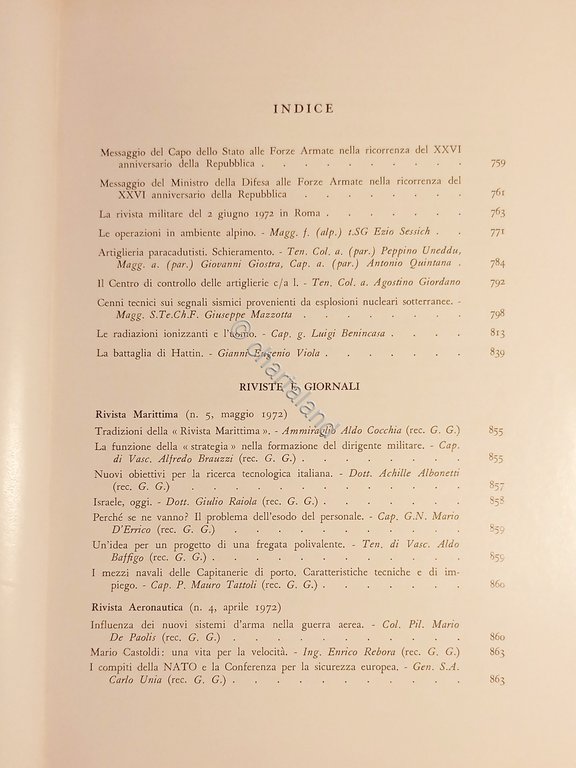 INDICE
Messaggio del Capo dello Stato alle Forze Armate nella ricorrenza del XXVI
anniversario della Repubblica . . . . . . . . . 759
Messaggio del Ministro della Difesa alle Forze Armate nella ricorrenza del
XXVI anniversario della Repubblica . . . . . . . 761
La rivista militare del 2 giugno 1972 in Roma . . . . . . 763
Le operazioni in ambiente alpino. - Magg. f. (alp.) t.SG Ezio Sessich . . 771
Artiglieria paracadutisti. Schieramento. - Ten. Col. a. (par.) Peppino Uneddu,
Magg. a. (par.) Giovanni Giostra, Cap. a. (par.) Antonio Quintana . 784
Il Centro di controllo delle artiglierie c/a l. - Ten. Col. a. Agostino Giordano 792
Cenni tecnici sui segnali sismici provenienti da esplosioni nucleari sotterranee. -
Magg. S.Te.Ch.F. Giuseppe Mazzotta . . . . . . . 798
Le radiazioni ionizzanti e l'uomo. - Cap. g. Luigi Benincasa . . . . 813
La battaglia di Hattin. - Gianni Eugenio Viola . . . . . . 839
© chartaland
RIVISTE E GIORNALI
Rivista Marittima (n. 5, maggio 1972)
Tradizioni della « Rivista Marittima ». - Ammiraglio Aldo Cocchia (rec. G. G.) 855
La funzione della « strategia » nella formazione del dirigente militare. - Cap.
di Vasc. Alfredo Brauzzi (rec. G. G.) . . . . . . . . 855
Nuovi obiettivi per la ricerca tecnologica italiana. - Dott. Achille Albonetti
(rec. G. G.) . . . . . . . . . . . . 857
Israele, oggi. - Dott. Giulio Raiola (rec. G. G.) . . . . . . . 858
Perché se ne vanno? Il problema dell'esodo del personale. - Cap. G.N. Mario
D'Errico (rec. G. G.) . . . . . . . . . . 859
Un'idea per un progetto di una fregata polivalente. - Ten. di Vasc. Aldo
Baffigo (rec. G. G.) . . . . . . . . . . . 859
I mezzi navali delle Capitanerie di porto. Caratteristiche tecniche e di im-
piego. - Cap. P. Mauro Tattoli (rec. G. G.) . . . . . . . 860
Rivista Aeronautica (n. 4, aprile 1972)
Influenza dei nuovi sistemi d'arma nella guerra aerea. - Col. Pil. Mario
De Paolis (rec. G. G.) . . . . . . . . . . 860
Mario Castoldi: una vita per la velocità. - Ing. Enrico Rebora (rec. G. G.) 863
I compiti della NATO e la Conferenza per la sicurezza europea. - Gen. S.A.
Carlo Unia (rec. G. G.) . . . . . . . . . . 863